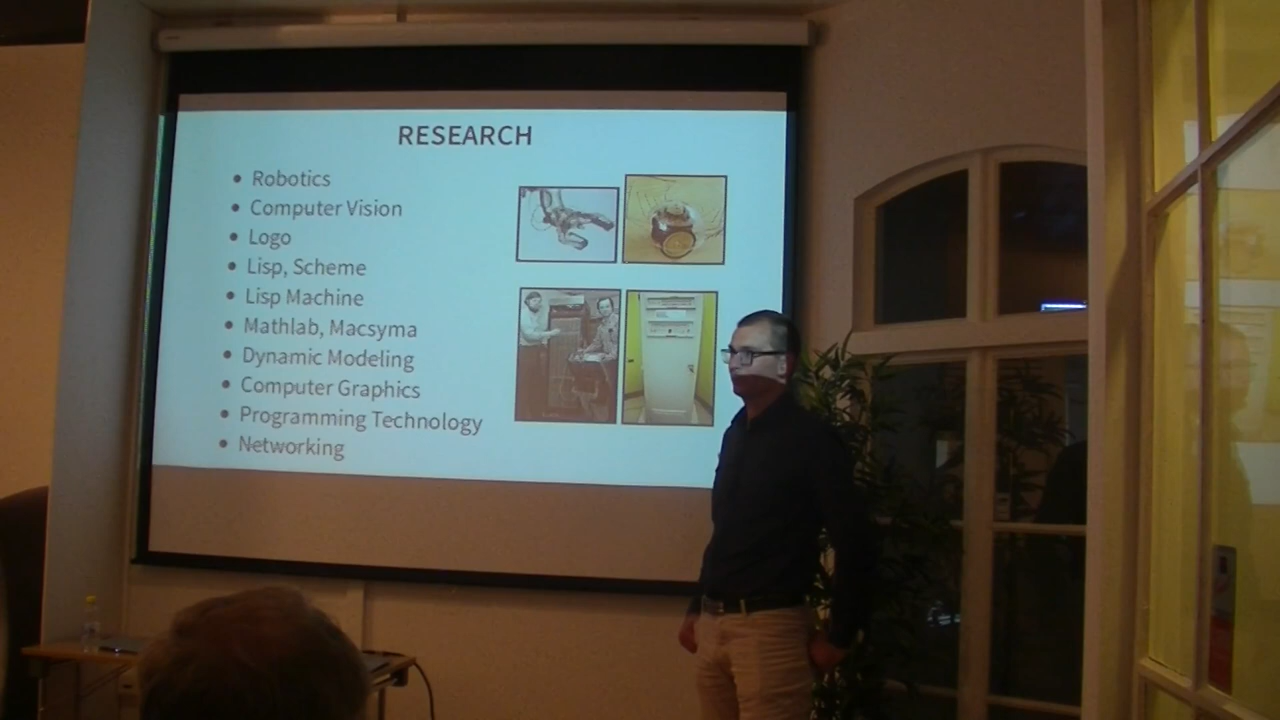 RESEARCH
Robotics
Computer Vision
Logo
Lisp, Scheme
Lisp Machine
Mathlab, Macsyma
Dynamic Modeling
Computer Graphics
Programming Technology
Networking